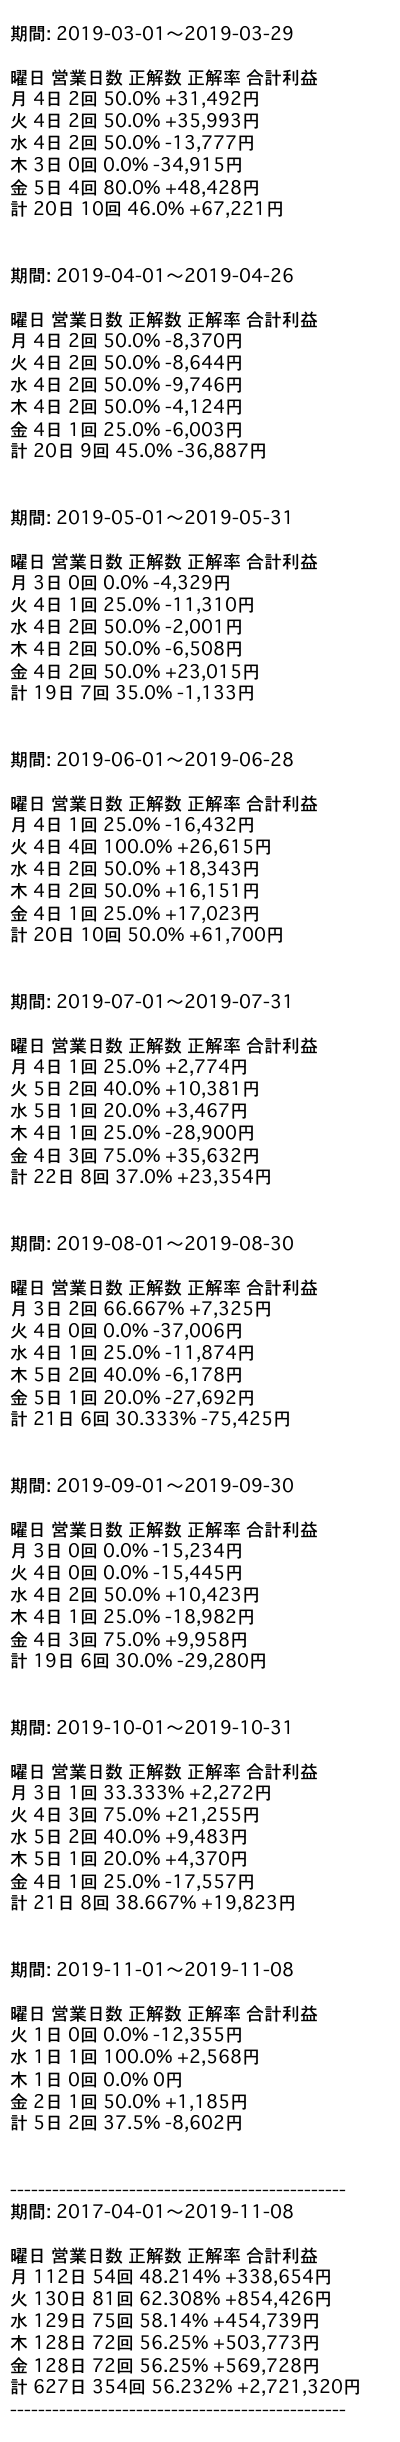 期間: 2019-03-01～2019-03-29
曜日 営業日数 正解数 正解率 合計利益
月 4日 2回 50.0% +31,492円
火 4日 2回 50.0% +35,993円
水 4日 2回 50.0% -13,777円
木 3日 0回 0.0% -34,915円
金 5日 4回 80.0% +48,428円
計 20日 10回 46.0% +67,221円
期間: 2019-04-01～2019-04-26
曜日 営業日数 正解数 正解率 合計利益
月 4日 2回 50.0% -8,370円
火 4日 2回 50.0% -8,644円
水 4日 2回 50.0% -9,746円
木 4日 2回 50.0% -4,124円
金 4日 1回 25.0% -6,003円
計 20日 9回 45.0% -36,887円
期間: 2019-05-01～2019-05-31
曜日 営業日数 正解数 正解率 合計利益
月 3日 0回 0.0% -4,329円
火 4日 1回 25.0% -11,310円
水 4日 2回 50.0% -2,001円
木 4日 2回 50.0% -6,508円
金 4日 2回 50.0% +23,015円
計 19日 7回 35.0% -1,133円
期間: 2019-06-01～2019-06-28
曜日 営業日数 正解数 正解率 合計利益
月 4日 1回 25.0% -16,432円
火 4日 4回 100.0% +26,615円
水 4日 2回 50.0% +18,343円
木 4日 2回 50.0% +16,151円
金 4日 1回 25.0% +17,023円
計 20日 10回 50.0% +61,700円
期間: 2019-07-01～2019-07-31
曜日 営業日数 正解数 正解率 合計利益
月 4日 1回 25.0% +2,774円
火 5日 2回 40.0% +10,381円
水 5日 1回 20.0% +3,467円
木 4日 1回 25.0% -28,900円
金 4日 3回 75.0% +35,632円
計 22日 8回 37.0% +23,354円
期間: 2019-08-01～2019-08-30
曜日 営業日数 正解数 正解率 合計利益
月 3日 2回 66.667% +7,325円
火 4日 0回 0.0% -37,006円
水 4日 1回 25.0% -11,874円
木 5日 2回 40.0% -6,178円
金 5日 1回 20.0% -27,692円
計 21日 6回 30.333% -75,425円
期間: 2019-09-01～2019-09-30
曜日 営業日数 正解数 正解率 合計利益
月 3日 0回 0.0% -15,234円
火 4日 0回 0.0% -15,445円
水 4日 2回 50.0% +10,423円
木 4日 1回 25.0% -18,982円
金 4日 3回 75.0% +9,958円
計 19日 6回 30.0% -29,280円
期間: 2019-10-01～2019-10-31
曜日 営業日数 正解数 正解率 合計利益
月 3日 1回 33.333% +2,272円
火 4日 3回 75.0% +21,255円
水 5日 2回 40.0% +9,483円
木 5日 1回 20.0% +4,370円
金 4日 1回 25.0% -17,557円
計 21日 8回 38.667% +19,823円
期間: 2019-11-01～2019-11-08
曜日 営業日数 正解数 正解率 合計利益
火 1日 0回 0.0% -12,355円
水 1日 1回 100.0% +2,568円
木 1日 0回 0.0% 0円
金 2日 1回 50.0% +1,185円
計 5日 2回 37.5% -8,602円
------------------------------------------------
期間: 2017-04-01～2019-11-08
曜日 営業日数 正解数 正解率 合計利益
月 112日 54回 48.214% +338,654円
火 130日 81回 62.308% +854,426円
水 129日 75回 58.14% +454,739円
木 128日 72回 56.25% +503,773円
金 128日 72回 56.25% +569,728円
計 627日 354回 56.232% +2,721,320円
------------------------------------------------